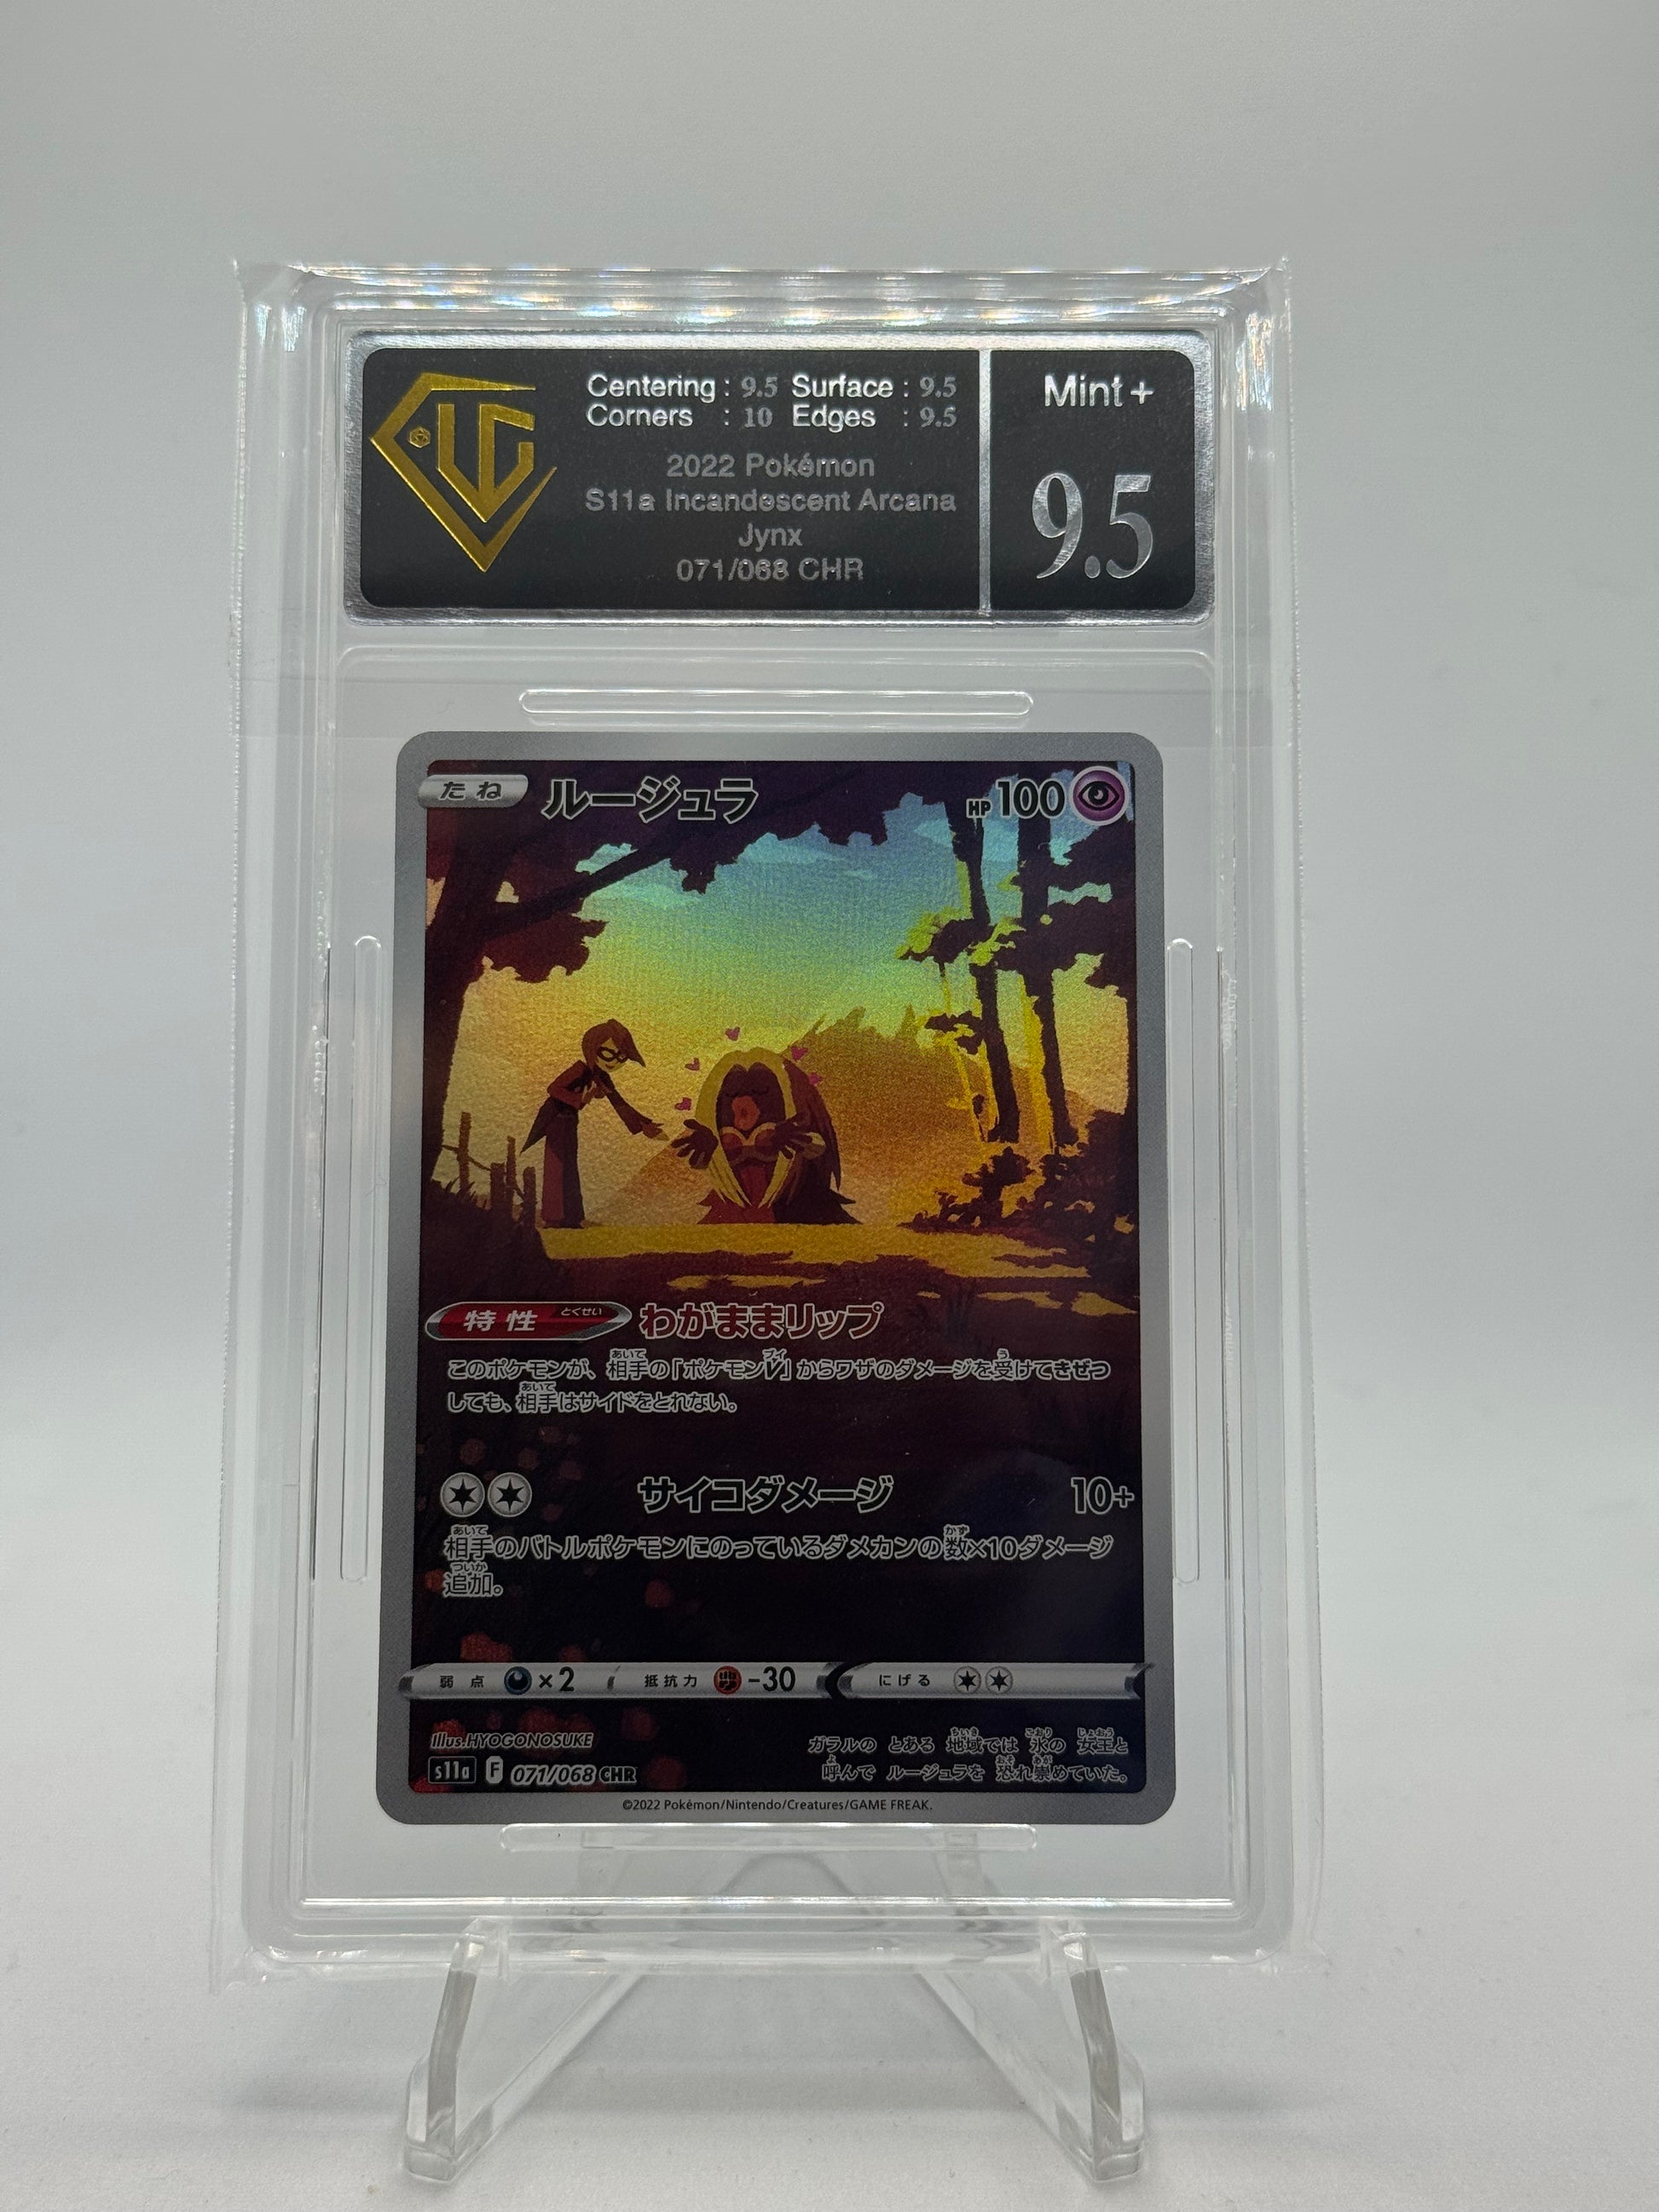 Centering : 9.5 Surface : 9.5
Corners : 10 Edges : 9.5
2022 Pokémon
S11a Incandescent Arcana
Jynx
071/068 CHR
Mint+
9.5
たね ルージュラ HP 100
特性 とくせい わがままリップ
このポケモンが、相手の「ポケモンV」からワザのダメージを受けてきぜつ
しても、相手はサイドをとれない。
サイコダメージ 10+
相手のバトルポケモンにのっているダメカンの数×10ダメージ
追加。
弱点 ×2 抵抗力 -30 にげる
Illus.HYOGONOSUKE
s11a F 071/068 CHR
ガラルの とある 地域では 氷の 女王と
呼んで ルージュラを 恐れ崇めていた。
©2022 Pokémon/Nintendo/Creatures/GAME FREAK.